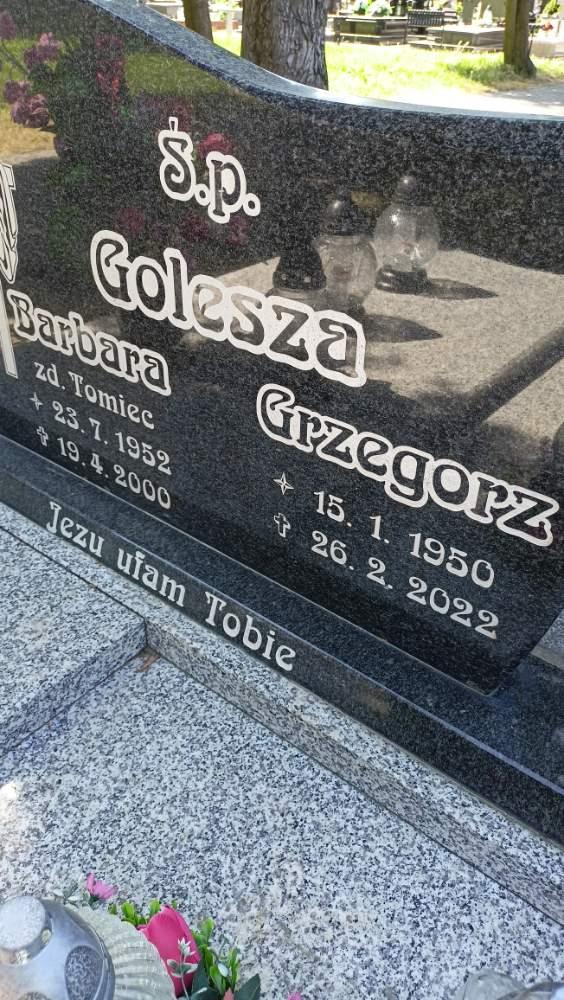 Ś.p.
Golesza
Barbara
zd. Tomiec
23. 7. 1952
19. 4. 2000
Grzegorz
15. 1. 1950
26. 2. 2022
Jezu ufam Tobie